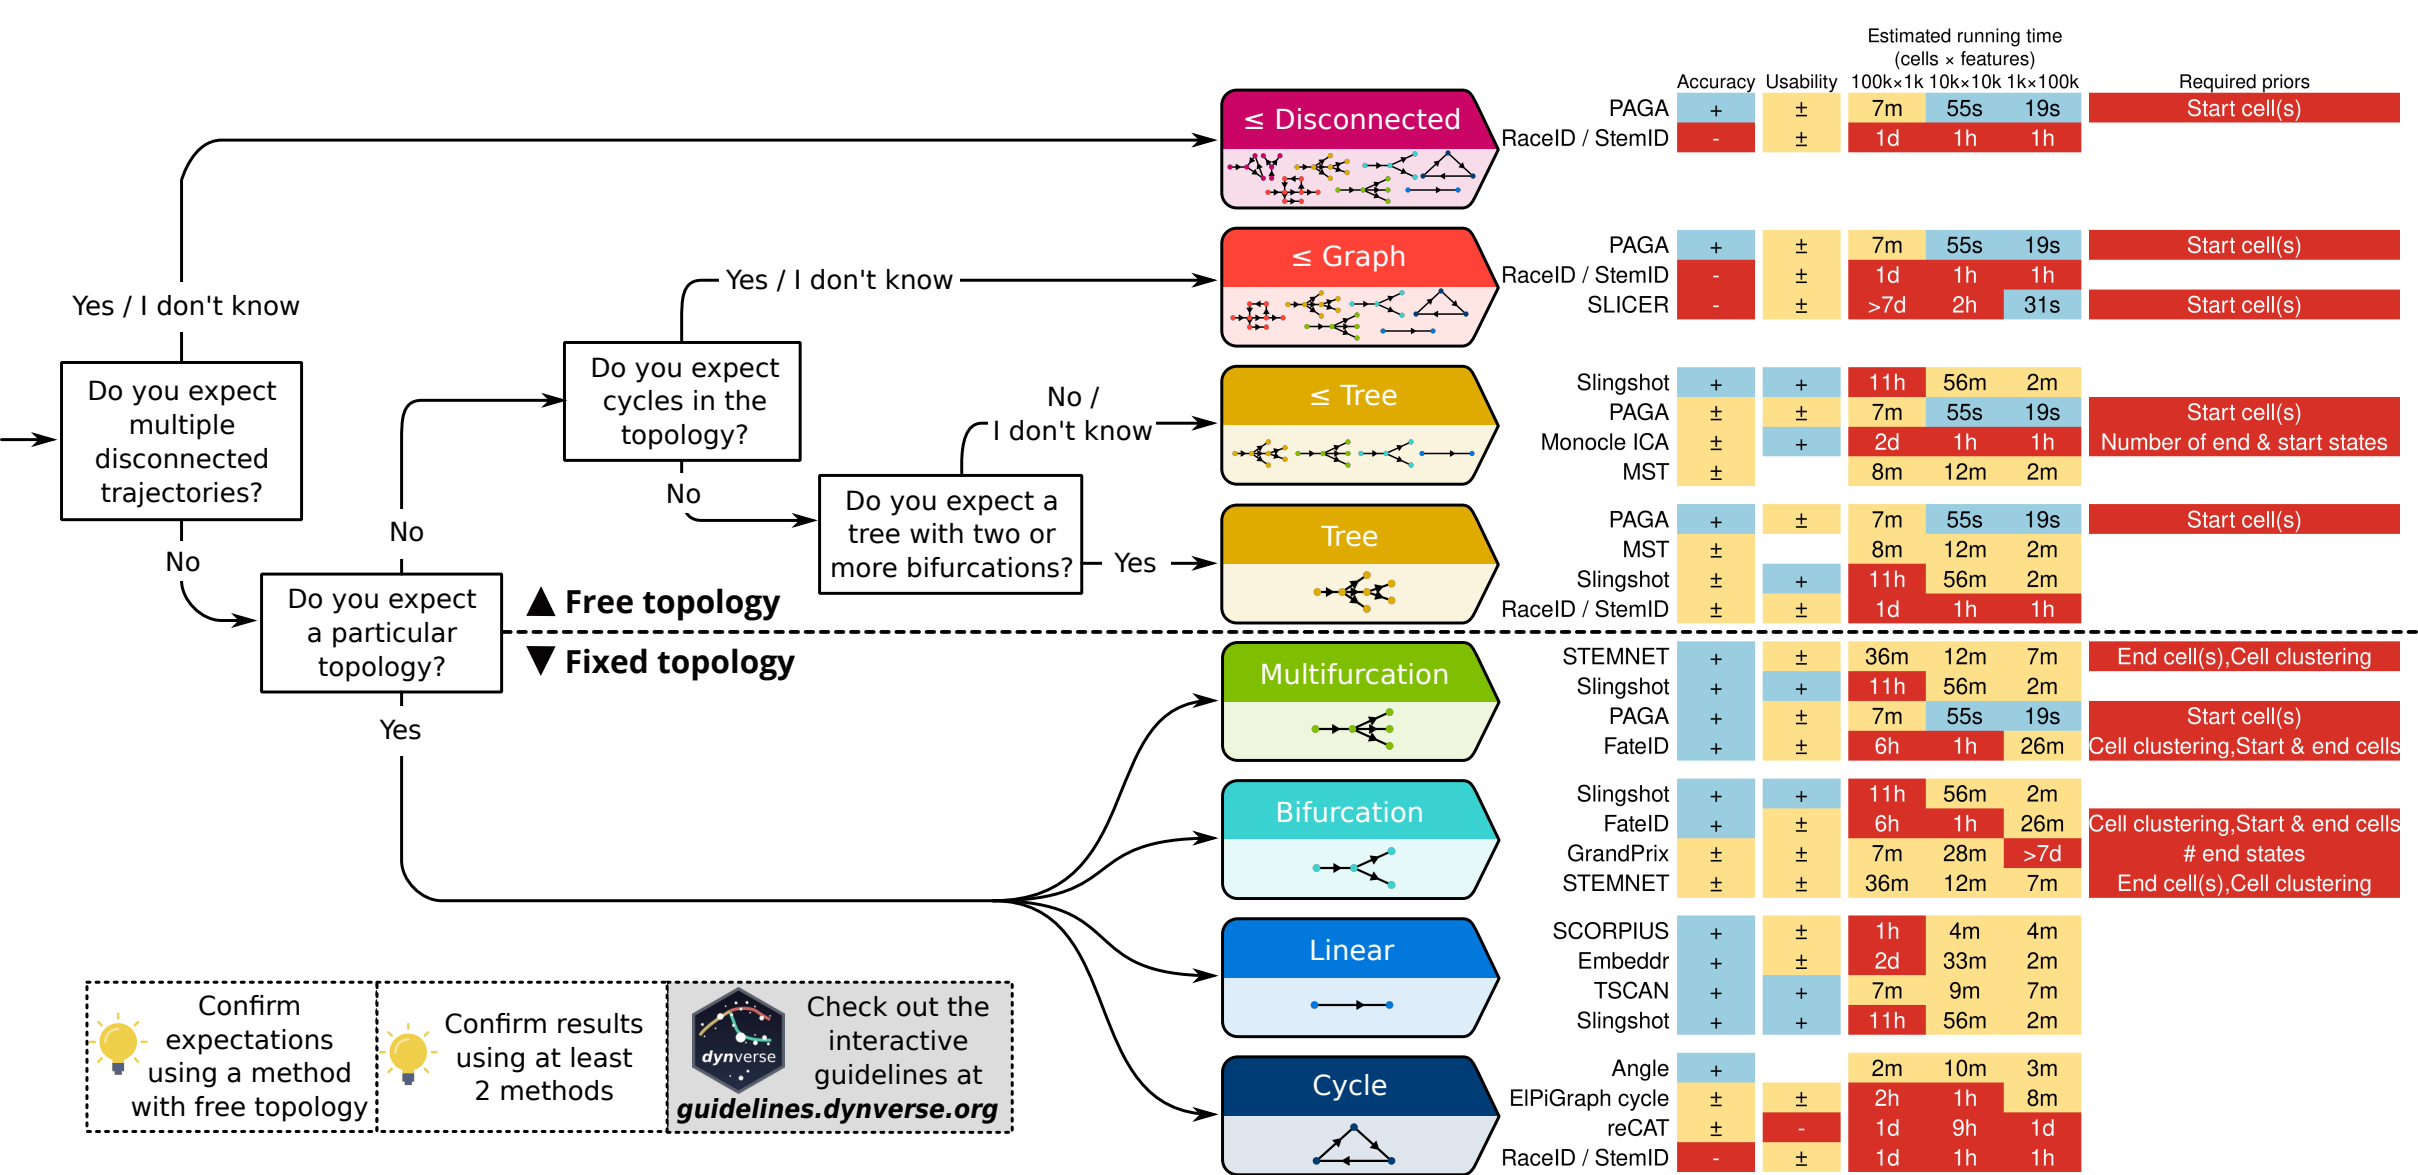 Estimated running time
(cells × features)
Accuracy Usability 100k×1k 10k×10k 1k×100k Required priors
≤ Disconnected
PAGA + ± 7m 55s 19s Start cell(s)
RaceID / StemID - ± 1d 1h 1h
≤ Graph
PAGA + ± 7m 55s 19s Start cell(s)
RaceID / StemID - ± 1d 1h 1h
SLICER - ± >7d 2h 31s Start cell(s)
≤ Tree
Slingshot + + 11h 56m 2m
PAGA ± ± 7m 55s 19s Start cell(s)
Monocle ICA ± + 2d 1h 1h Number of end & start states
MST ± 8m 12m 2m
Tree
PAGA + ± 7m 55s 19s Start cell(s)
MST ± 8m 12m 2m
Slingshot ± + 11h 56m 2m
RaceID / StemID ± ± 1d 1h 1h
Multifurcation
STEMNET + ± 36m 12m 7m End cell(s),Cell clustering
Slingshot + + 11h 56m 2m
PAGA + ± 7m 55s 19s Start cell(s)
FateID + ± 6h 1h 26m Cell clustering,Start & end cells
Bifurcation
Slingshot + + 11h 56m 2m
FateID + ± 6h 1h 26m Cell clustering,Start & end cells
GrandPrix ± ± 7m 28m >7d # end states
STEMNET ± ± 36m 12m 7m End cell(s),Cell clustering
Linear
SCORPIUS + ± 1h 4m 4m
Embeddr + ± 2d 33m 2m
TSCAN + + 7m 9m 7m
Slingshot + + 11h 56m 2m
Cycle
Angle + 2m 10m 3m
ElPiGraph cycle ± ± 2h 1h 8m
reCAT ± - 1d 9h 1d
RaceID / StemID - ± 1d 1h 1h
Yes / I don't know
Do you expect
multiple
disconnected
trajectories?
No
Do you expect
a particular
topology?
No
Yes
Do you expect
cycles in the
topology?
Yes / I don't know
No
Do you expect a
tree with two or
more bifurcations?
No /
I don't know
Yes
▲ Free topology
▼ Fixed topology
Confirm
expectations
using a method
with free topology
Confirm results
using at least
2 methods
dynverse
Check out the
interactive
guidelines at
guidelines.dynverse.org